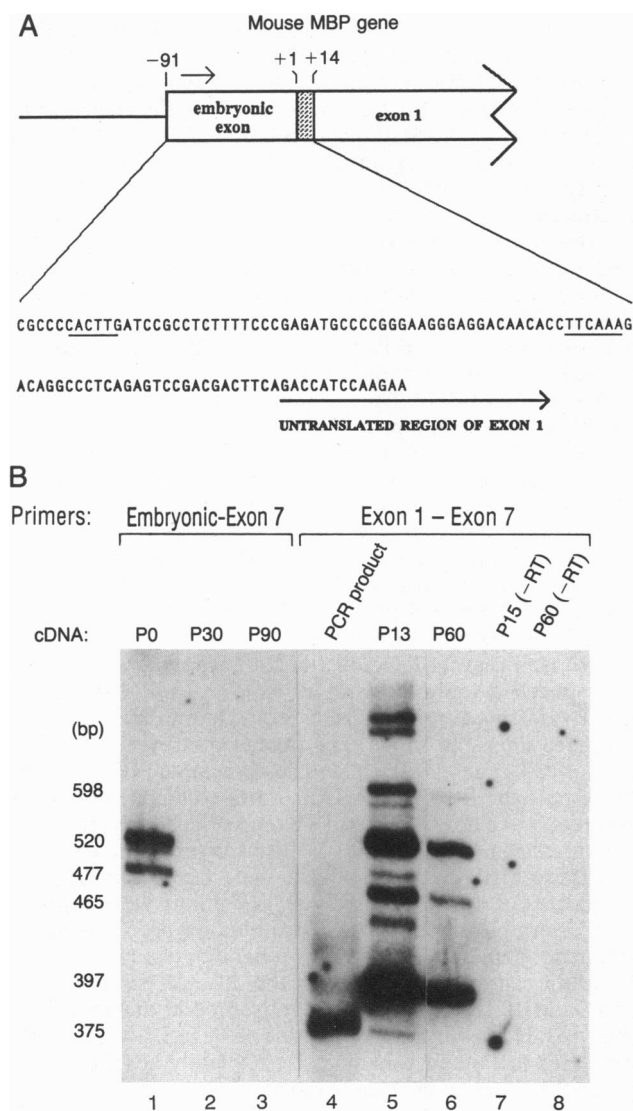 A
Mouse MBP gene
−91
+1
+14
embryonic
exon
exon 1
CGCCCCACTTGATCCGCCTCTTTTCCCGAGATGCCCCGGGAAGGGAGGACAACACCTTCAAAG
ACAGGCCCTCAGAGTCCGACGACTTCAGACCATCCAAGAA
UNTRANSLATED REGION OF EXON 1
B
Primers: Embryonic-Exon 7 Exon 1 – Exon 7
cDNA: P0 P30 P90 PCR product P13 P60 P15 (−RT) P60 (−RT)
(bp)
598
520
477
465
397
375
1 2 3 4 5 6 7 8